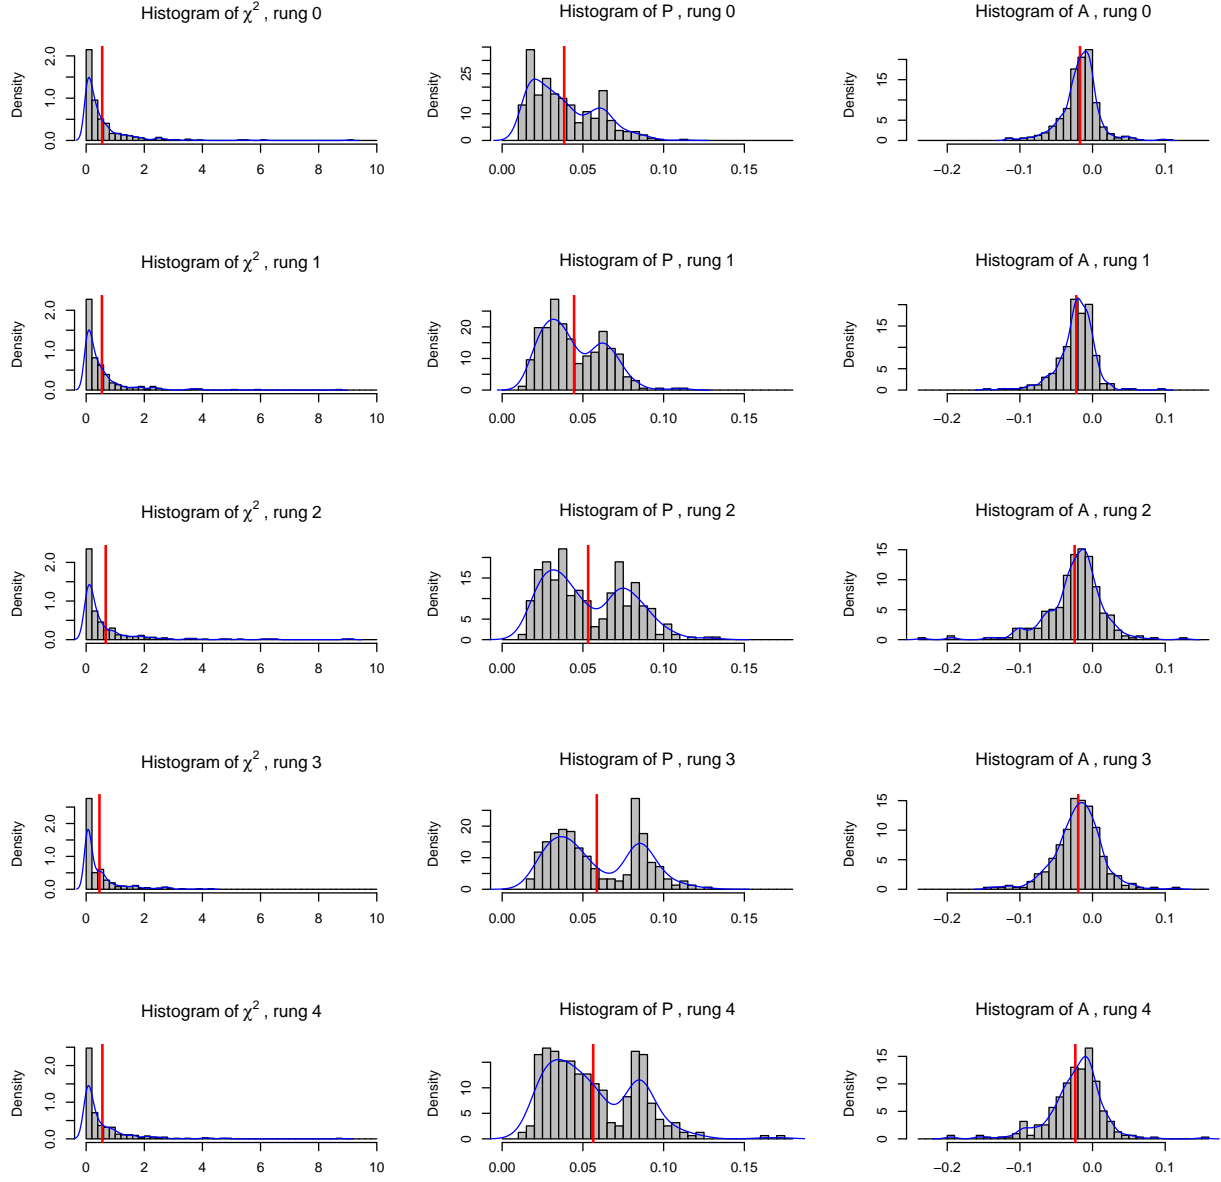 Histogram of χ² , rung 0
Density
0.0 1.0 2.0
0 2 4 6 8 10
Histogram of P , rung 0
Density
0 10 25
0.00 0.05 0.10 0.15
Histogram of A , rung 0
Density
0 5 15
−0.2 −0.1 0.0 0.1
Histogram of χ² , rung 1
Density
0.0 1.0 2.0
0 2 4 6 8 10
Histogram of P , rung 1
Density
0 10 20
0.00 0.05 0.10 0.15
Histogram of A , rung 1
Density
0 5 15
−0.2 −0.1 0.0 0.1
Histogram of χ² , rung 2
Density
0.0 1.0 2.0
0 2 4 6 8 10
Histogram of P , rung 2
Density
0 5 15
0.00 0.05 0.10 0.15
Histogram of A , rung 2
Density
0 5 10 15
−0.2 −0.1 0.0 0.1
Histogram of χ² , rung 3
Density
0.0 1.0 2.0
0 2 4 6 8 10
Histogram of P , rung 3
Density
0 10 20
0.00 0.05 0.10 0.15
Histogram of A , rung 3
Density
0 5 10 15
−0.2 −0.1 0.0 0.1
Histogram of χ² , rung 4
Density
0.0 1.0 2.0
0 2 4 6 8 10
Histogram of P , rung 4
Density
0 5 10
0.00 0.05 0.10 0.15
Histogram of A , rung 4
Density
0 5 10 15
−0.2 −0.1 0.0 0.1